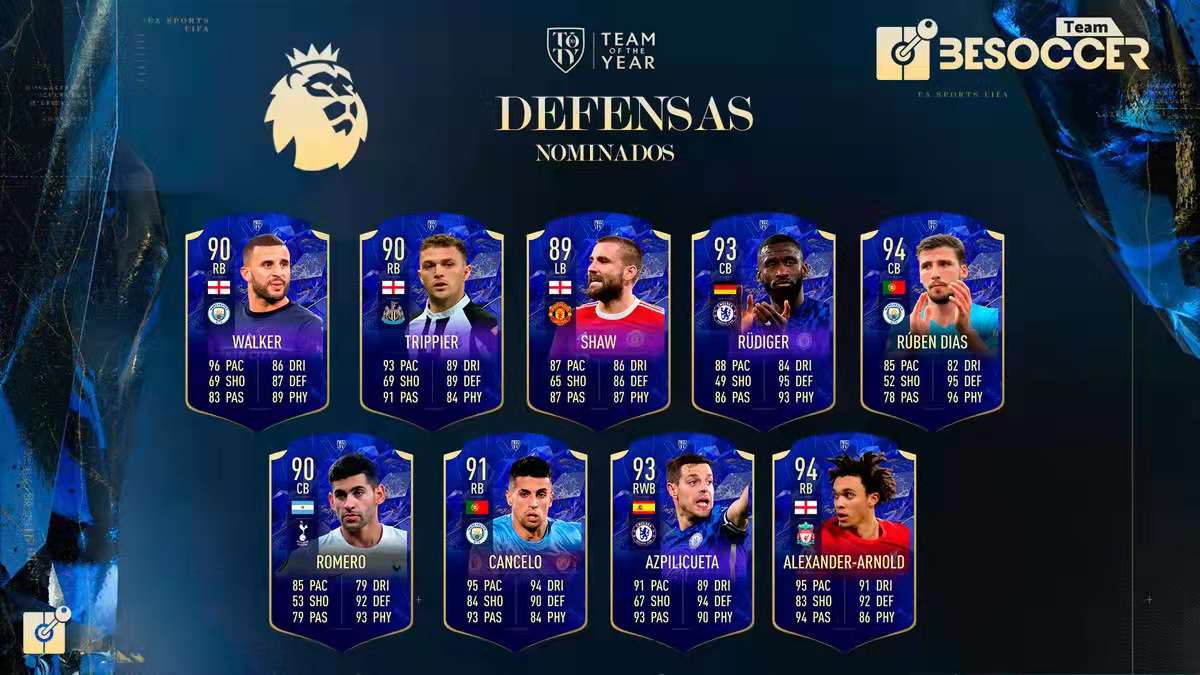 EA SPORTS
TEAM
OF THE
YEAR
Team
BESOCCER
DEFENSAS
NOMINADOS
90
RB
WALKER
96 PAC 86 DRI
69 SHO 87 DEF
83 PAS 89 PHY
90
RB
TRIPPIER
93 PAC 89 DRI
69 SHO 89 DEF
91 PAS 84 PHY
89
LB
SHAW
87 PAC 86 DRI
65 SHO 86 DEF
87 PAS 87 PHY
93
CB
RÜDIGER
88 PAC 84 DRI
49 SHO 95 DEF
86 PAS 93 PHY
94
CB
RÚBEN DIAS
85 PAC 82 DRI
52 SHO 95 DEF
78 PAS 96 PHY
90
CB
ROMERO
85 PAC 79 DRI
53 SHO 92 DEF
79 PAS 93 PHY
91
RB
CANCELO
95 PAC 94 DRI
84 SHO 90 DEF
86 PAS 84 PHY
93
RWB
AZPILICUETA
91 PAC 89 DRI
67 SHO 94 DEF
93 PAS 90 PHY
94
RB
ALEXANDER-ARNOLD
95 PAC 91 DRI
83 SHO 92 DEF
94 PAS 86 PHY